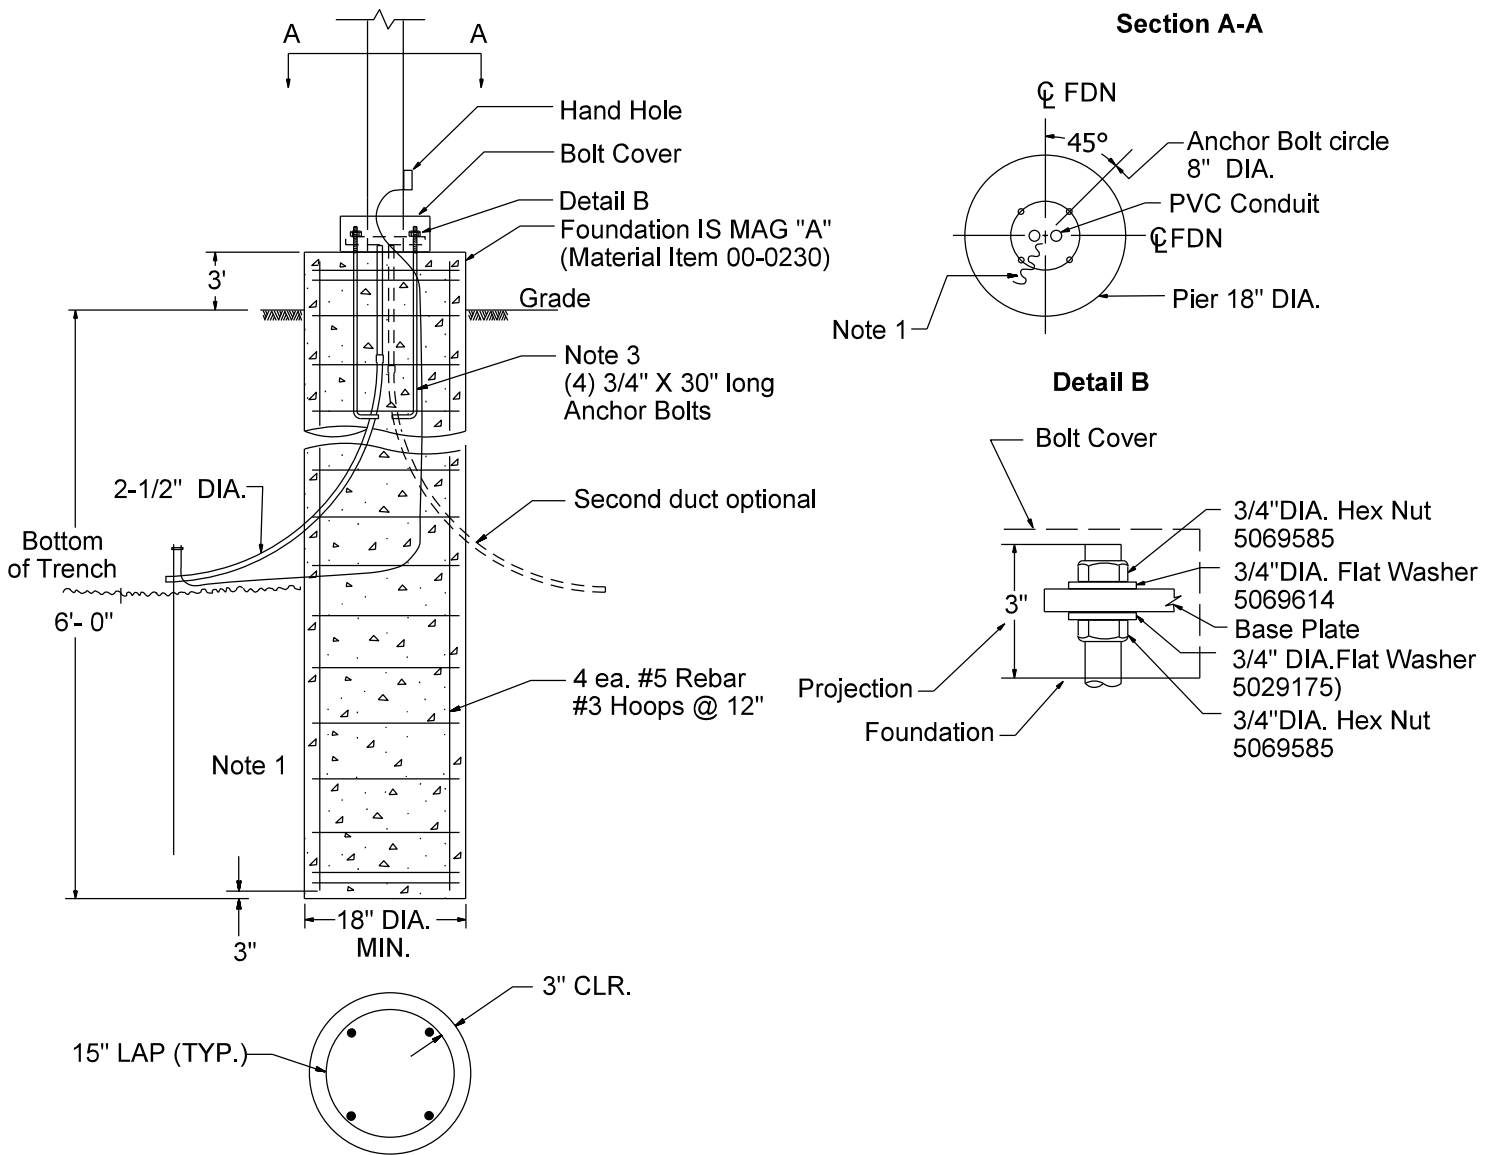 A
A
Hand Hole
Bolt Cover
Detail B
Foundation IS MAG "A"
(Material Item 00-0230)
3'
Grade
Note 3
(4) 3/4" X 30" long
Anchor Bolts
2-1/2" DIA.
Second duct optional
Bottom
of Trench
6'- 0"
4 ea. #5 Rebar
#3 Hoops @ 12"
Note 1
18" DIA.
MIN.
3"
3" CLR.
15" LAP (TYP.)
Section A-A
℄ FDN
45°
Anchor Bolt circle
8" DIA.
PVC Conduit
℄ FDN
Pier 18" DIA.
Note 1
Detail B
Bolt Cover
3/4"DIA. Hex Nut
5069585
3/4"DIA. Flat Washer
5069614
3"
Base Plate
3/4" DIA.Flat Washer
5029175)
Projection
Foundation
3/4"DIA. Hex Nut
5069585